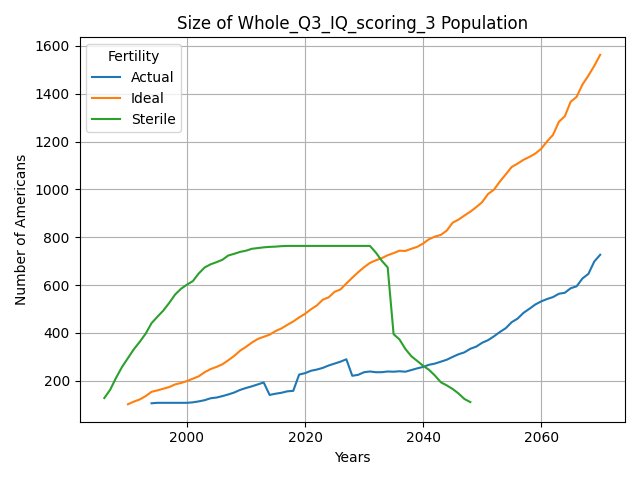 Size of Whole_Q3_IQ_scoring_3 Population
Fertility
Actual
Ideal
Sterile
Number of Americans
1600
1400
1200
1000
800
600
400
200
2000
2020
2040
2060
Years